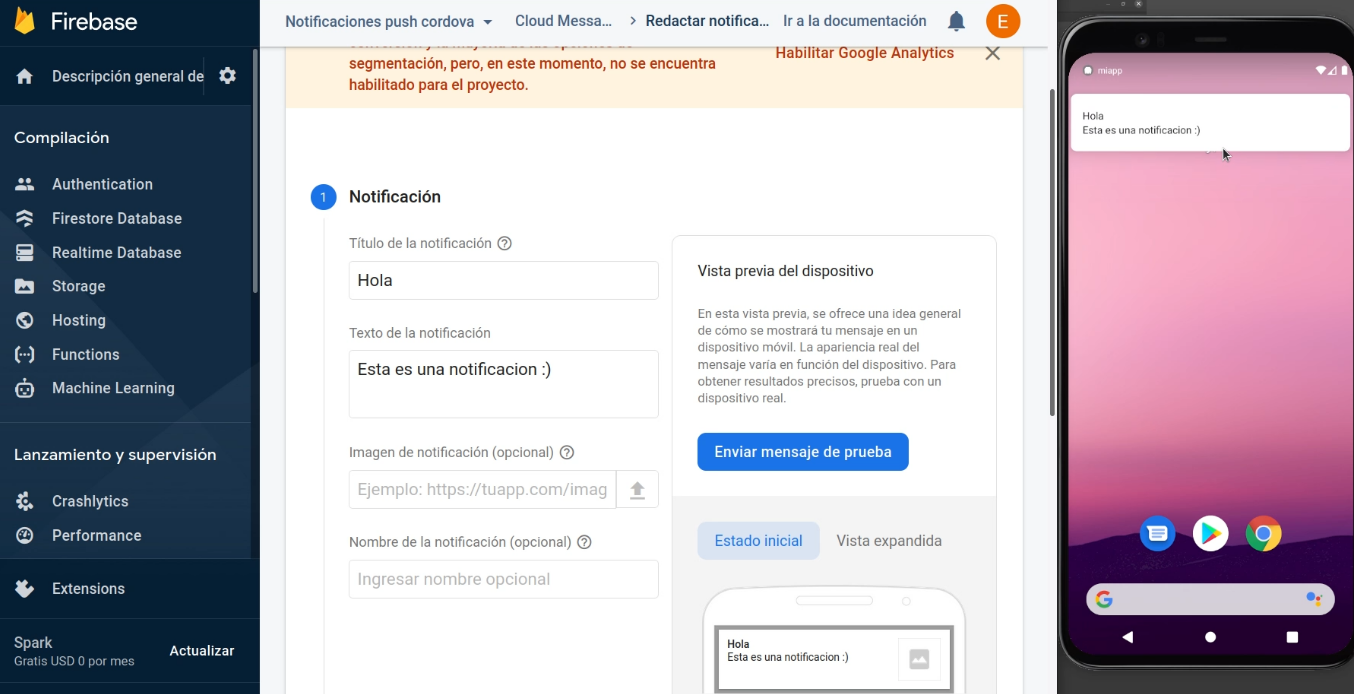 Firebase
Descripción general de
Compilación
Authentication
Firestore Database
Realtime Database
Storage
Hosting
Functions
Machine Learning
Lanzamiento y supervisión
Crashlytics
Performance
Extensions
Spark
Gratis USD 0 por mes
Actualizar
Notificaciones push cordova
Cloud Messa... > Redactar notifica...
Ir a la documentación
E
segmentación, pero, en este momento, no se encuentra
habilitado para el proyecto.
Habilitar Google Analytics
1 Notificación
Título de la notificación
Hola
Texto de la notificación
Esta es una notificacion :)
Imagen de notificación (opcional)
Ejemplo: https://tuapp.com/imag
Nombre de la notificación (opcional)
Ingresar nombre opcional
Vista previa del dispositivo
En esta vista previa, se ofrece una idea general
de cómo se mostrará tu mensaje en un
dispositivo móvil. La apariencia real del
mensaje varía en función del dispositivo. Para
obtener resultados precisos, prueba con un
dispositivo real.
Enviar mensaje de prueba
Estado inicial
Vista expandida
Hola
Esta es una notificacion :)
miapp
Hola
Esta es una notificacion :)